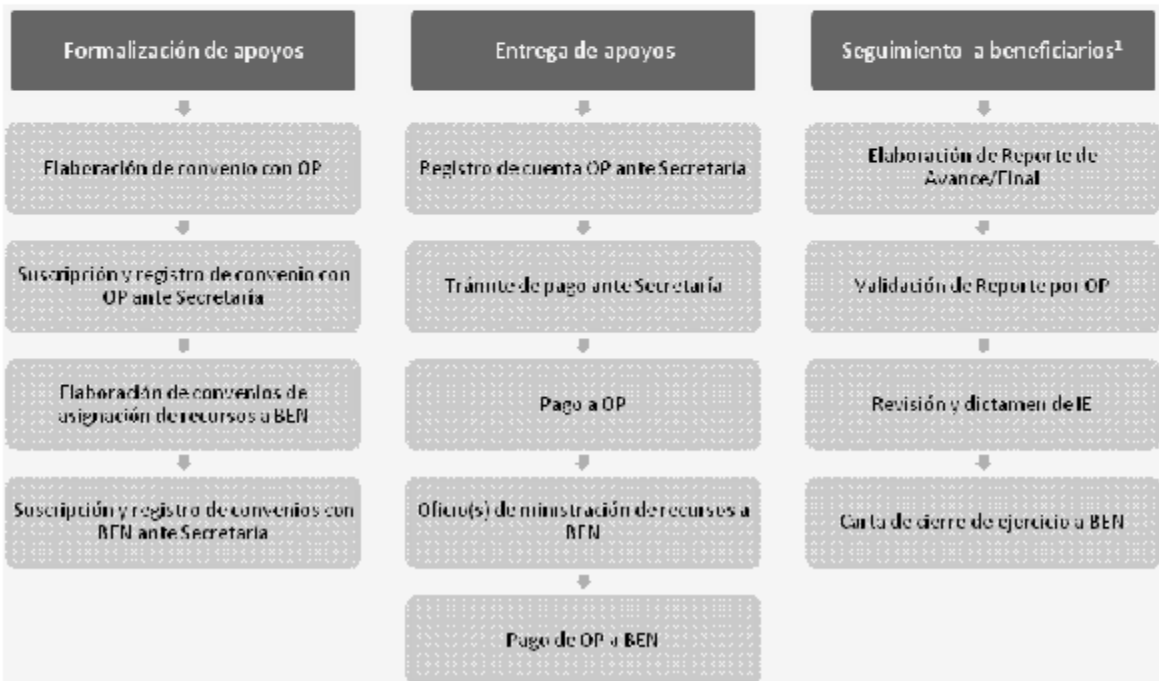 Formalización de apoyos
Elaboración de convenio con OP
Suscripción y registro de convenio con
OP ante Secretaría
Elaboración de convenios de
asignación de recursos a BEN
Suscripción y registro de convenios con
BEN ante Secretaría
Entrega de apoyos
Registro de cuenta OP ante Secretaría
Trámite de pago ante Secretaría
Pago a OP
Oficio(s) de ministración de recursos a
BEN
Pago de OP a BEN
Seguimiento a beneficiarios¹
Elaboración de Reporte de
Avance/Final
Validación de Reporte por OP
Revisión y dictamen de IE
Carta de cierre de ejercicio a BEN